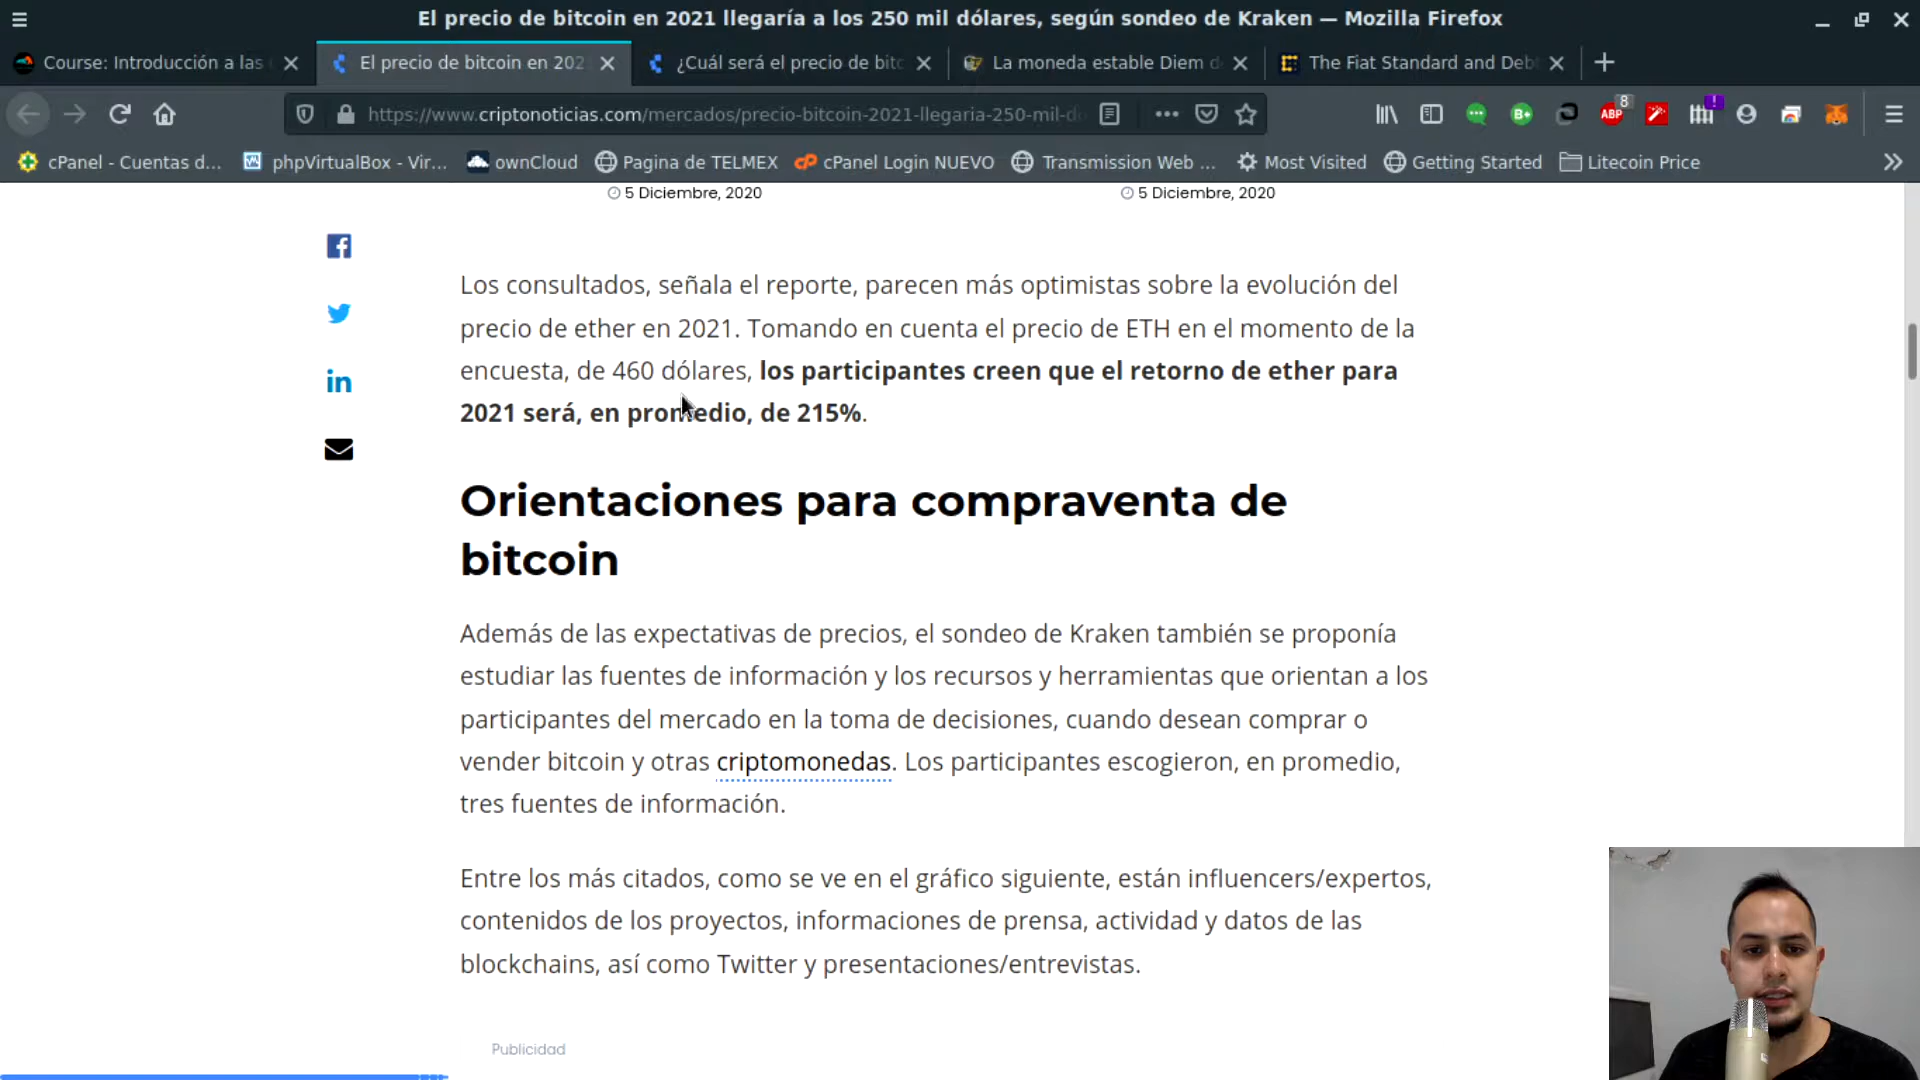 El precio de bitcoin en 2021 llegaría a los 250 mil dólares, según sondeo de Kraken — Mozilla Firefox
Course: Introducción a las
El precio de bitcoin en 202
¿Cuál será el precio de bitc
La moneda estable Diem d
The Fiat Standard and Deb
https://www.criptonoticias.com/mercados/precio-bitcoin-2021-llegaria-250-mil-d
ABP
8
B+
!
cPanel - Cuentas d...
phpVirtualBox - Vir...
ownCloud
Pagina de TELMEX
cPanel Login NUEVO
Transmission Web ...
Most Visited
Getting Started
Litecoin Price
5 Diciembre, 2020
5 Diciembre, 2020
Los consultados, señala el reporte, parecen más optimistas sobre la evolución del
precio de ether en 2021. Tomando en cuenta el precio de ETH en el momento de la
encuesta, de 460 dólares, los participantes creen que el retorno de ether para
2021 será, en promedio, de 215%.
Orientaciones para compraventa de
bitcoin
Además de las expectativas de precios, el sondeo de Kraken también se proponía
estudiar las fuentes de información y los recursos y herramientas que orientan a los
participantes del mercado en la toma de decisiones, cuando desean comprar o
vender bitcoin y otras criptomonedas. Los participantes escogieron, en promedio,
tres fuentes de información.
Entre los más citados, como se ve en el gráfico siguiente, están influencers/expertos,
contenidos de los proyectos, informaciones de prensa, actividad y datos de las
blockchains, así como Twitter y presentaciones/entrevistas.
Publicidad